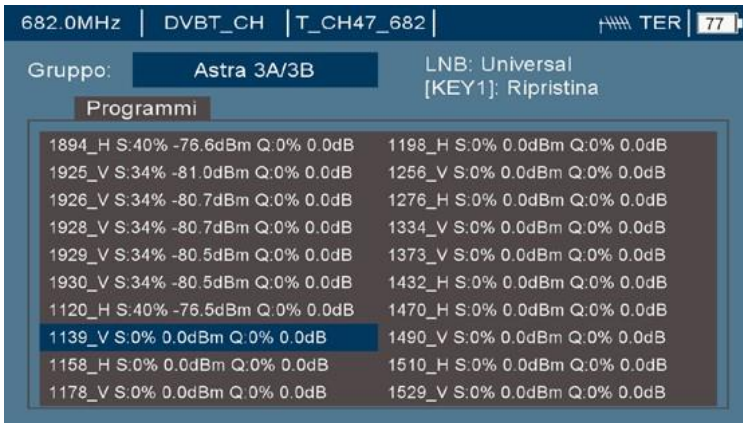 682.0MHz DVBT_CH T_CH47_682 TER 77
Gruppo: Astra 3A/3B LNB: Universal
[KEY1]: Ripristina
Programmi
1894_H S:40% -76.6dBm Q:0% 0.0dB
1925_V S:34% -81.0dBm Q:0% 0.0dB
1926_V S:34% -80.7dBm Q:0% 0.0dB
1928_V S:34% -80.7dBm Q:0% 0.0dB
1929_V S:34% -80.5dBm Q:0% 0.0dB
1930_V S:34% -80.5dBm Q:0% 0.0dB
1120_H S:40% -76.5dBm Q:0% 0.0dB
1139_V S:0% 0.0dBm Q:0% 0.0dB
1158_H S:0% 0.0dBm Q:0% 0.0dB
1178_V S:0% 0.0dBm Q:0% 0.0dB
1198_H S:0% 0.0dBm Q:0% 0.0dB
1256_V S:0% 0.0dBm Q:0% 0.0dB
1276_H S:0% 0.0dBm Q:0% 0.0dB
1334_V S:0% 0.0dBm Q:0% 0.0dB
1373_V S:0% 0.0dBm Q:0% 0.0dB
1432_H S:0% 0.0dBm Q:0% 0.0dB
1470_H S:0% 0.0dBm Q:0% 0.0dB
1490_V S:0% 0.0dBm Q:0% 0.0dB
1510_H S:0% 0.0dBm Q:0% 0.0dB
1529_V S:0% 0.0dBm Q:0% 0.0dB